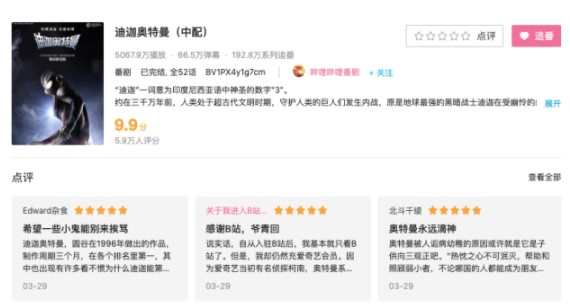 迪迦奥特曼
迪迦奥特曼（中配）
点评
追番
5067.9万播放 · 66.5万弹幕 · 192.8万系列追番
番剧 已完结, 全52话 BV1PX4y1g7cm 哔哩哔哩番剧 + 关注
“迪迦”一词意为印度尼西亚语中神圣的数字“3”。
约在三千万年前，人类处于超古代文明时期，守护人类的巨人们发生内战，原是地球最强的黑暗战士迪迦在受幽怜的 展开
9.9分
5.9万人评分
点评
查看全部
Edward杂食
希望一些小鬼能别来挨骂
迪迦奥特曼，圆谷在1996年做出的作品，
制作周期三个月，在各个排名里第一，其
中也出现有许多看不惯为什么迪迦能第...
03-29
关于我进入B站...
感谢B站，爷青回
说实话，自从入驻B站后，我基本就只看B
站了。但是，我却仍然充爱奇艺会员。因
为爱奇艺当初有名侦探柯南，奥特曼系...
03-29
北斗千绫
奥特曼永远滴神
奥特曼被人诟病幼稚的原因或许就是它是子
供向三观正吧。“热忱之心不可泯灭，帮助和
照顾弱小者，不论哪国的人都能成为朋友...
03-29